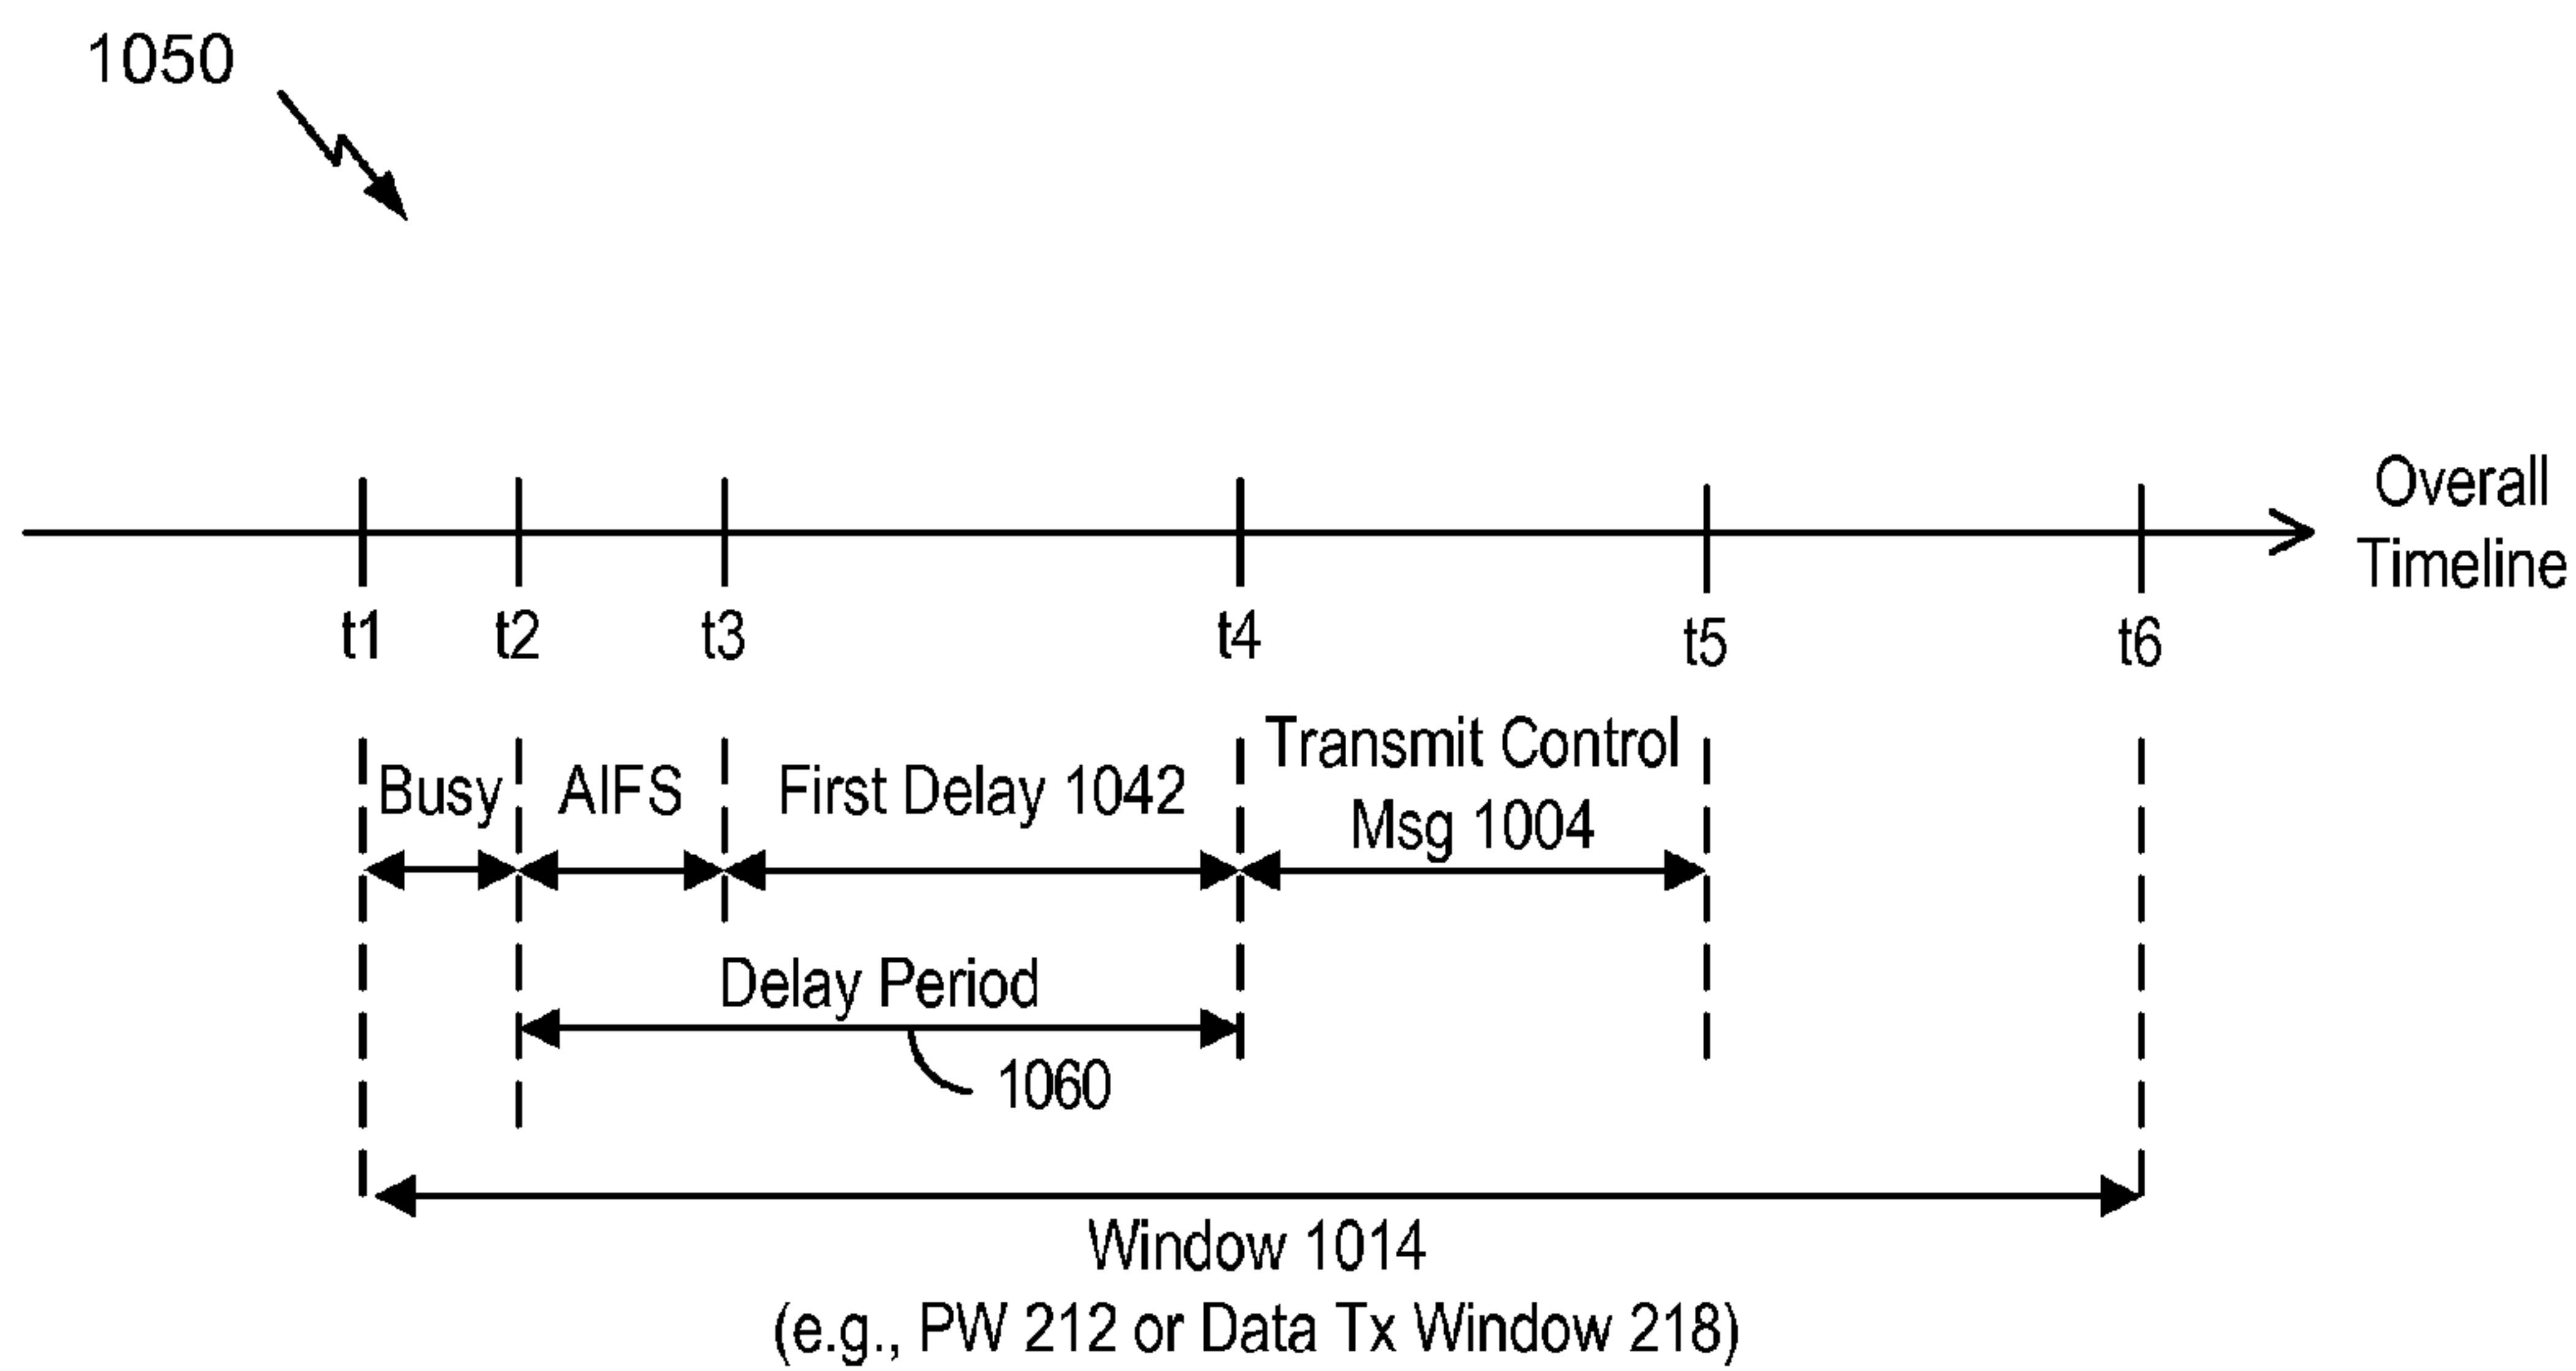 1050
Overall
Timeline
t1 t2 t3 t4 t5 t6
Transmit Control
Busy AIFS First Delay 1042 Msg 1004
Delay Period
1060
Window 1014
(e.g., PW 212 or Data Tx Window 218)